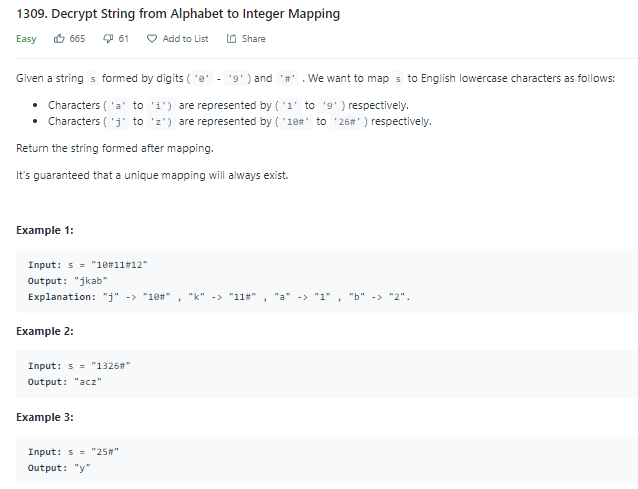 1309. Decrypt String from Alphabet to Integer Mapping
Easy 665 61 Add to List Share
Given a string s formed by digits ( '0' - '9' ) and '#' . We want to map s to English lowercase characters as follows:
• Characters ( 'a' to 'i') are represented by ( '1' to '9' ) respectively.
• Characters ( 'j' to 'z') are represented by ( '10#' to '26#' ) respectively.
Return the string formed after mapping.
It's guaranteed that a unique mapping will always exist.
Example 1:
Input: s = "10#11#12"
Output: "jkab"
Explanation: "j" -> "10#" , "k" -> "11#" , "a" -> "1" , "b" -> "2".
Example 2:
Input: s = "1326#"
Output: "acz"
Example 3:
Input: s = "25#"
Output: "y"